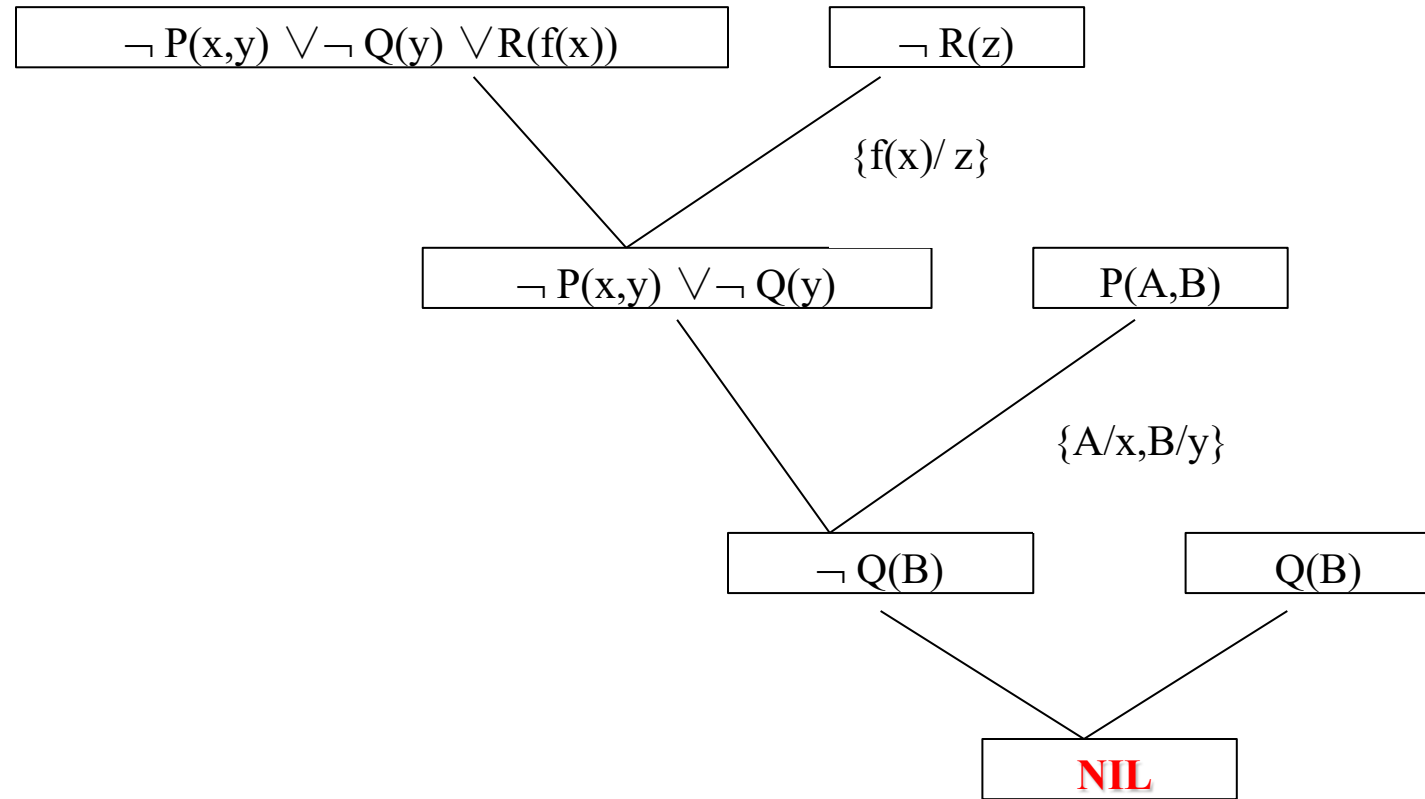 ¬ P(x,y) ∨¬ Q(y) ∨R(f(x))
¬ R(z)
{f(x)/ z}
¬ P(x,y) ∨¬ Q(y)
P(A,B)
{A/x,B/y}
¬ Q(B)
Q(B)
NIL